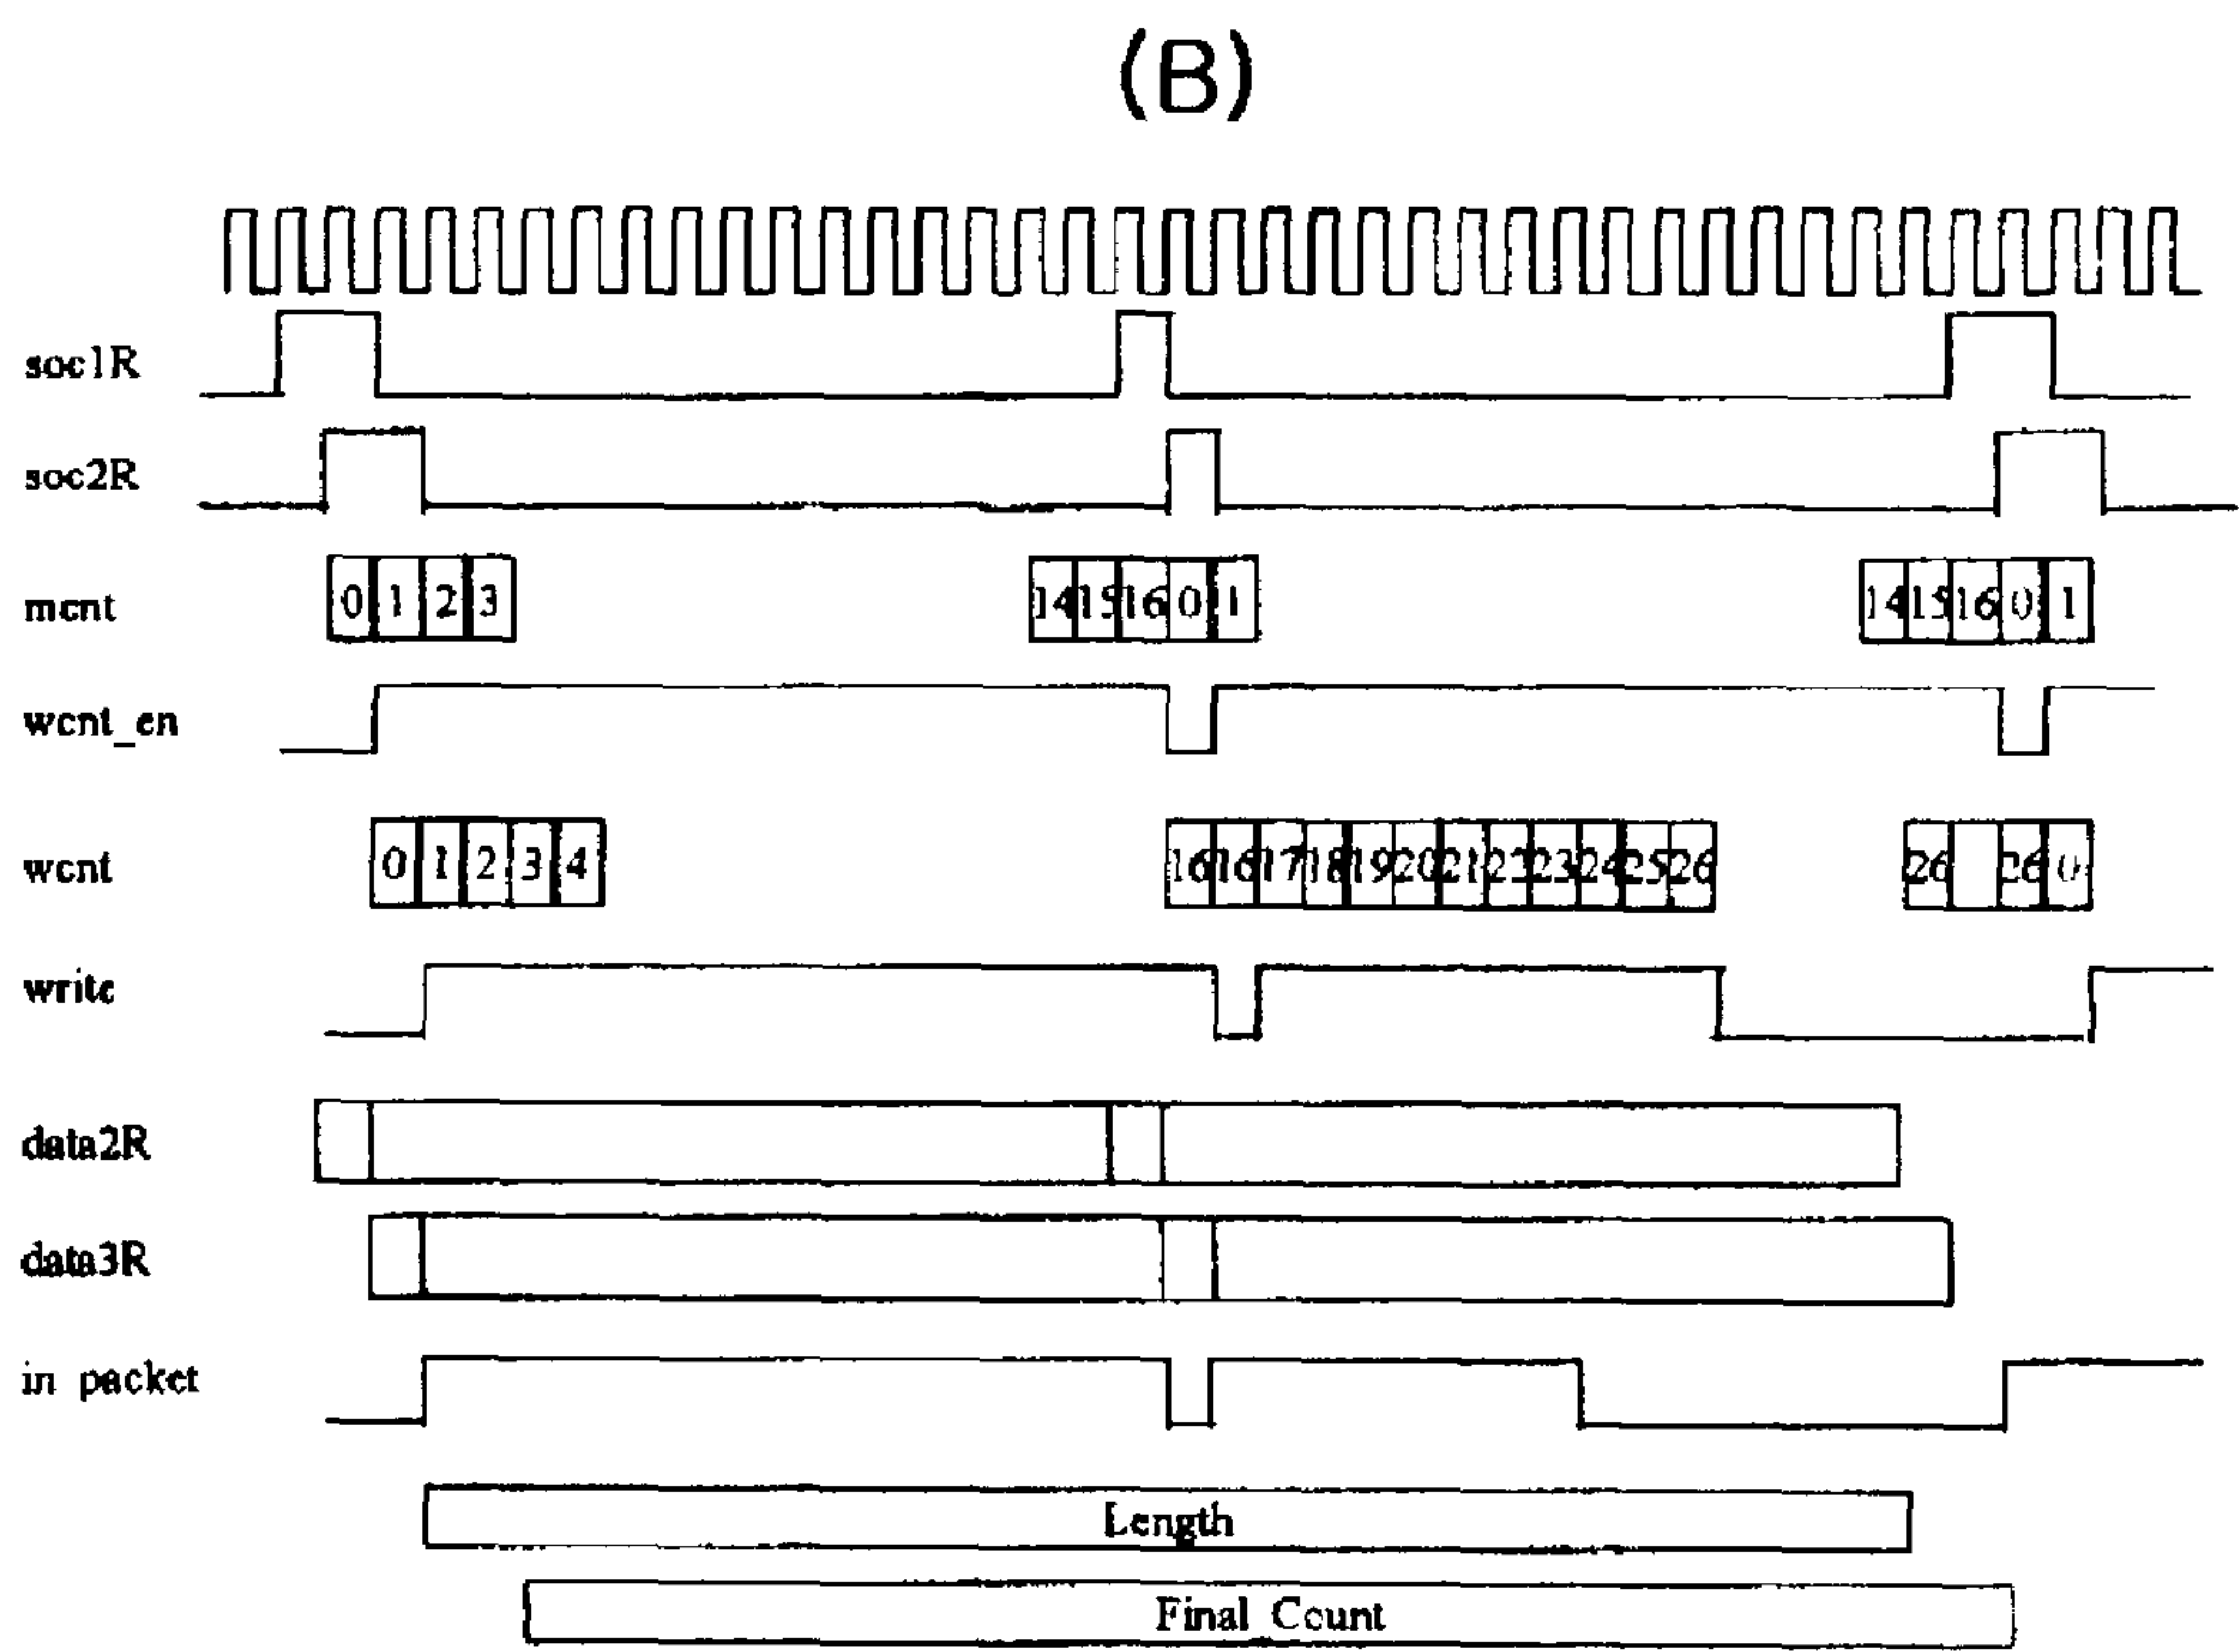 (B)
soc1R
soc2R
mcnt 0 1 2 3 14 15 16 0 1 14 15 16 0 1
wcnt_en
wcnt 0 1 2 3 4 16 16 17 18 19 20 21 22 23 24 25 26 26 26 0
write
data2R
data3R
in packet
Length
Final Count